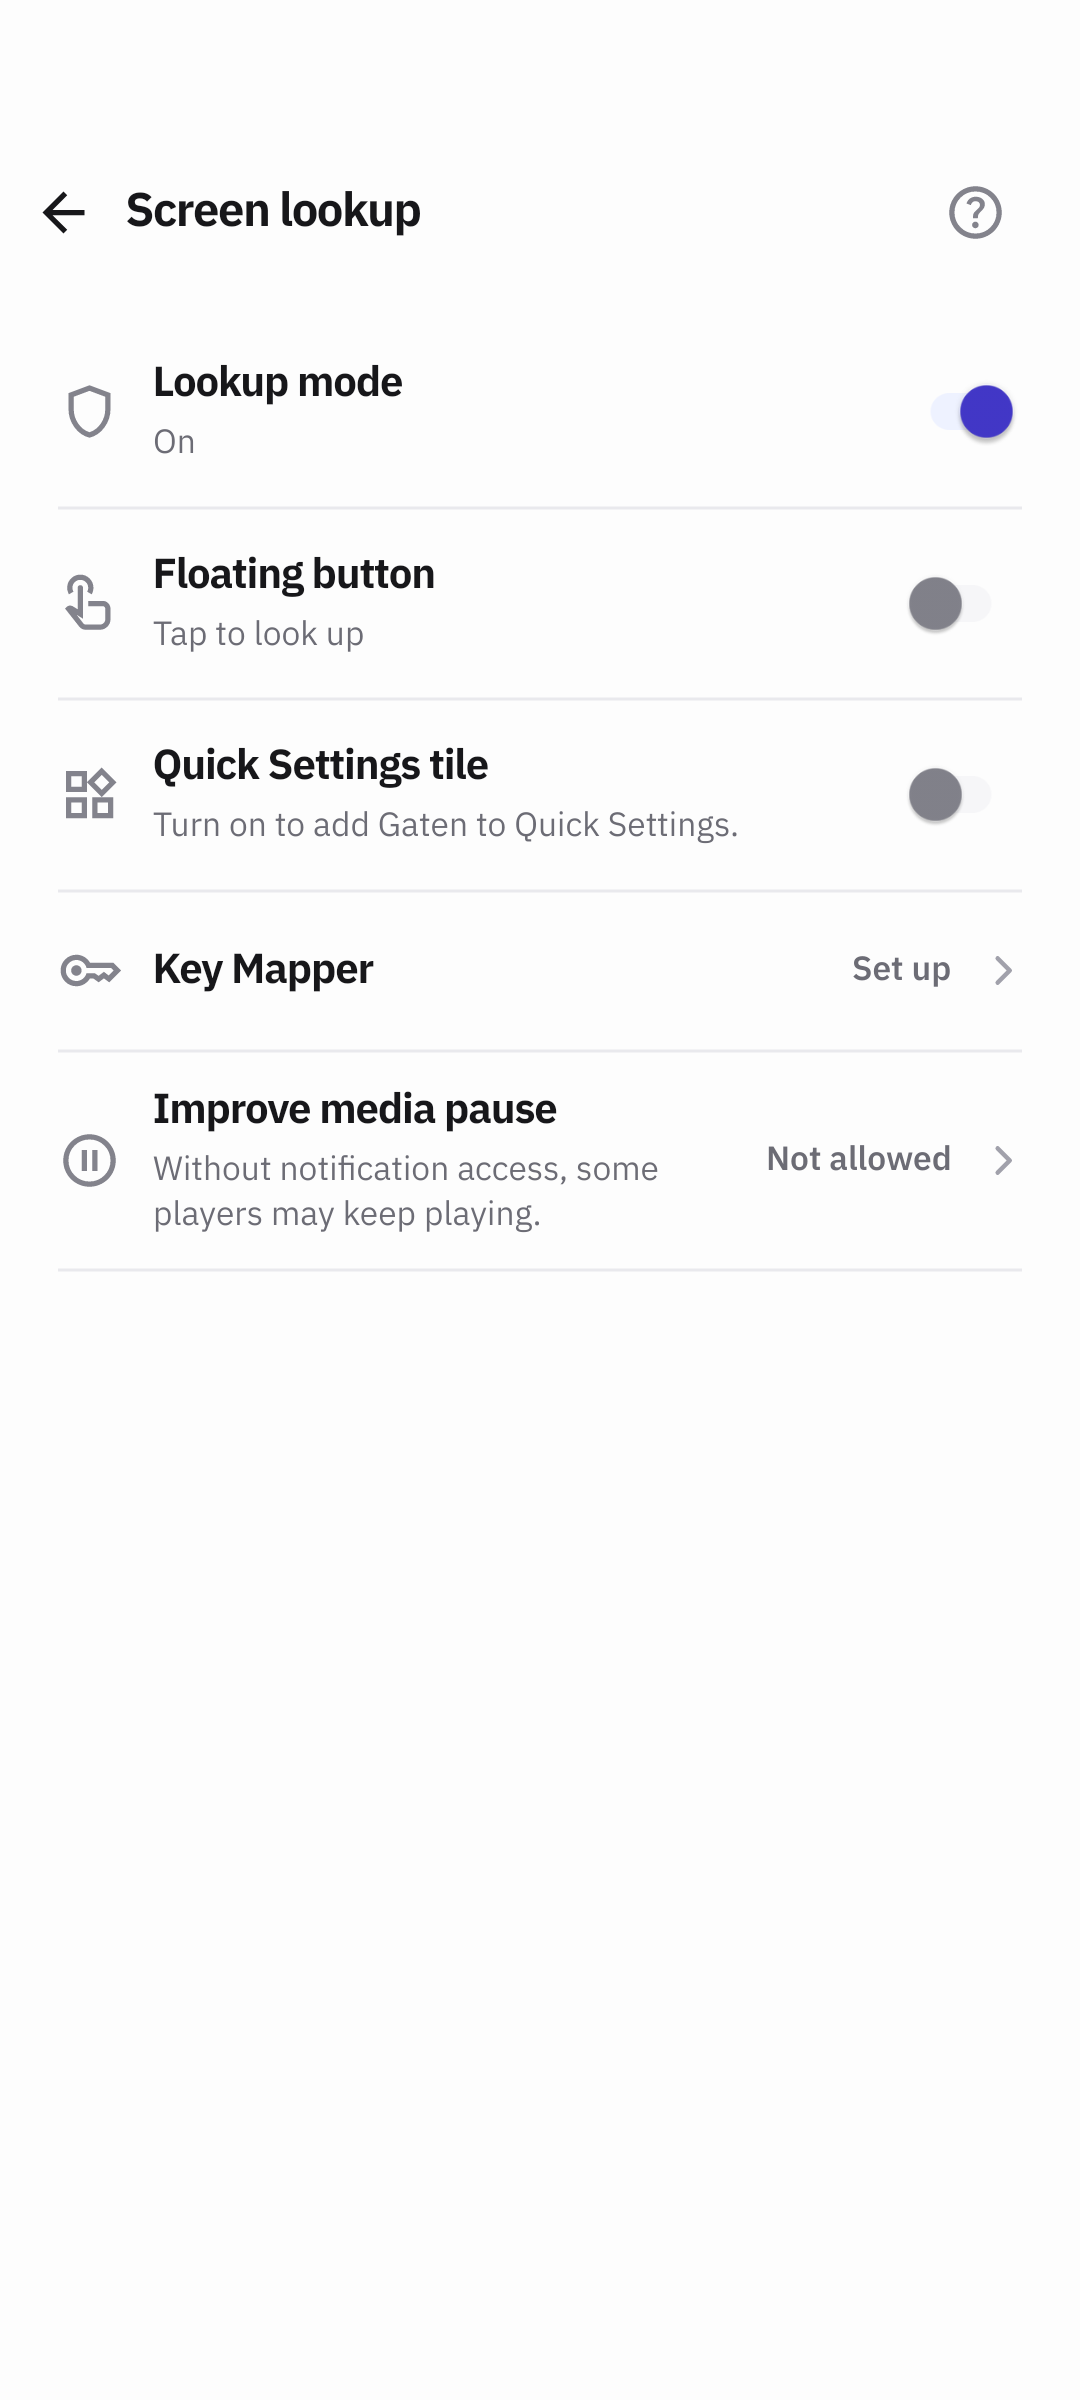 Screen lookup
Lookup mode
On
Floating button
Tap to look up
Quick Settings tile
Turn on to add Gaten to Quick Settings.
Key Mapper
Set up
Improve media pause
Without notification access, some
players may keep playing.
Not allowed